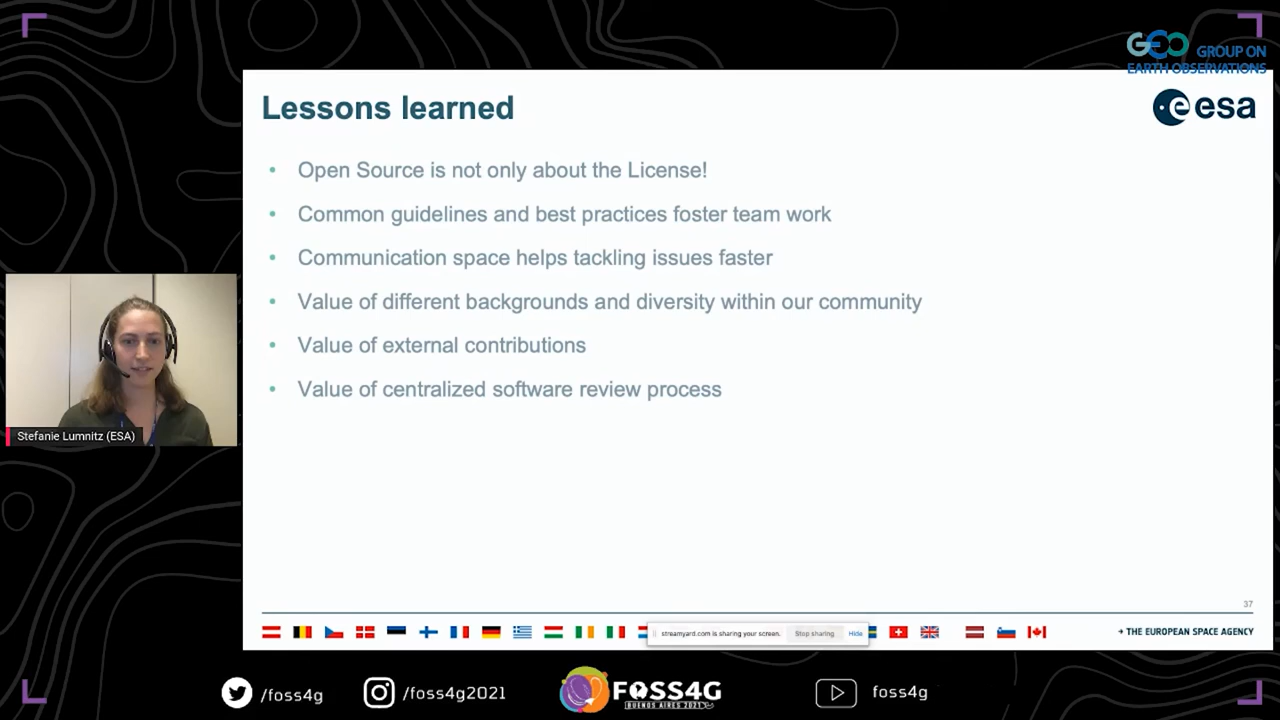 GEO GROUP ON
EARTH OBSERVATIONS
esa
Lessons learned
• Open Source is not only about the License!
• Common guidelines and best practices foster team work
• Communication space helps tackling issues faster
• Value of different backgrounds and diversity within our community
• Value of external contributions
• Value of centralized software review process
Stefanie Lumnitz (ESA)
37
streamyard.com is sharing your screen. Stop sharing Hide
→ THE EUROPEAN SPACE AGENCY
/foss4g
/foss4g2021
FOSS4G
BUENOS AIRES 2021
foss4g